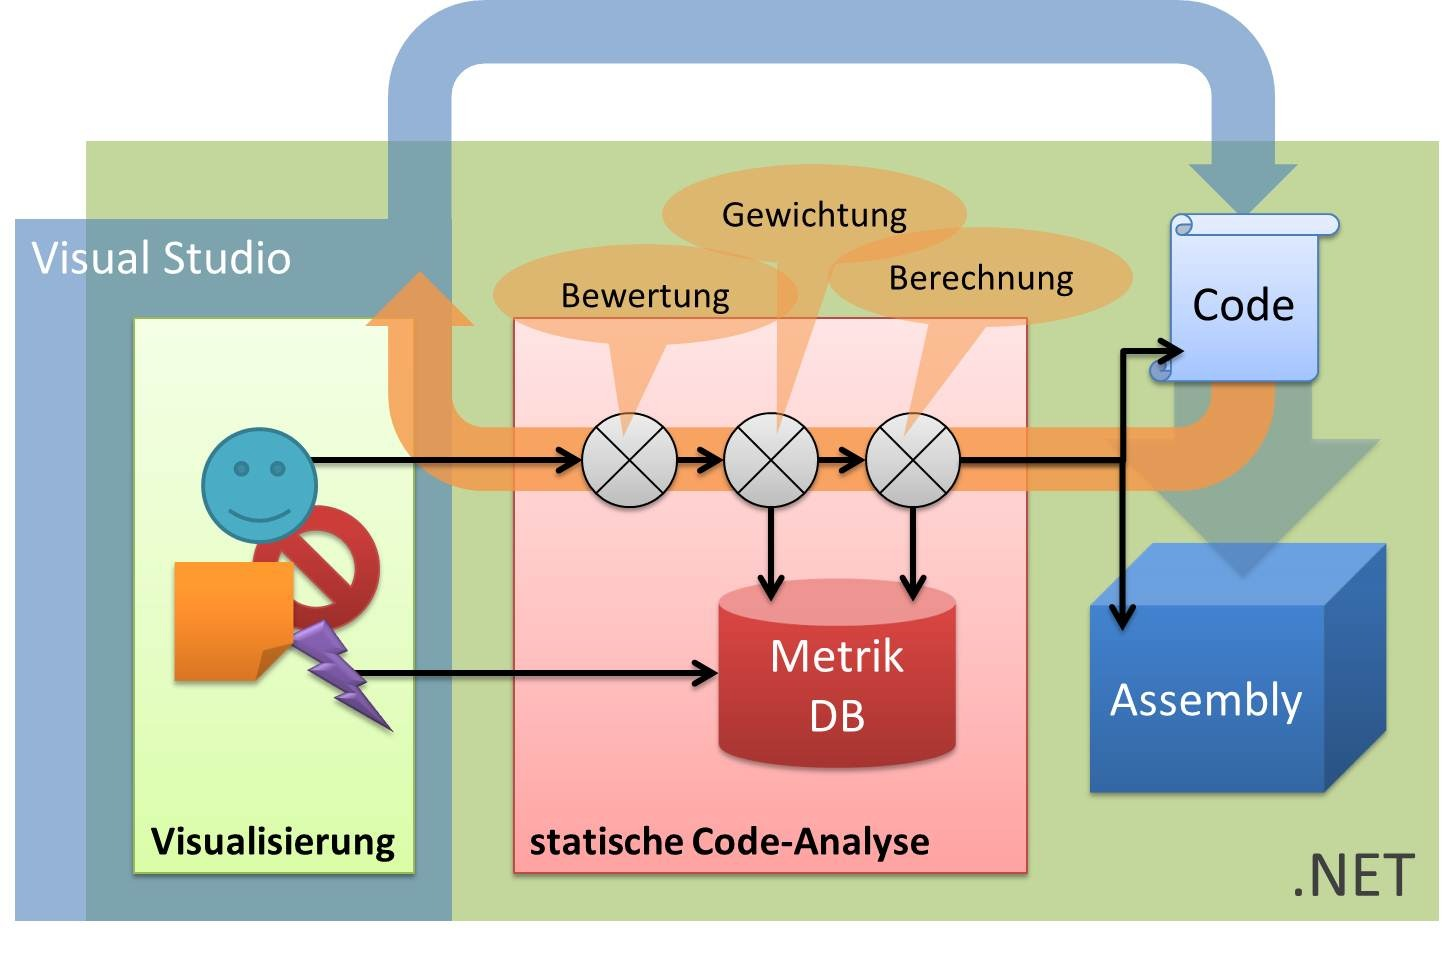 Visual Studio
Gewichtung
Berechnung
Bewertung
Code
Metrik
DB
Assembly
Visualisierung
statische Code-Analyse
.NET